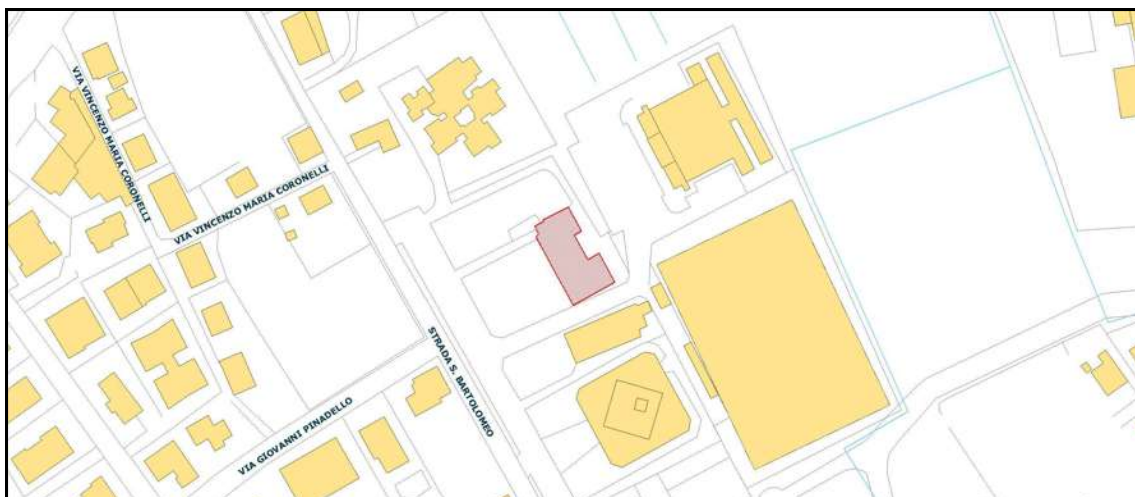 VIA VINCENZO MARIA CORONELLI
VIA VINCENZO MARIA CORONELLI
STRADA S. BARTOLOMEO
VIA GIOVANNI PINADELLO